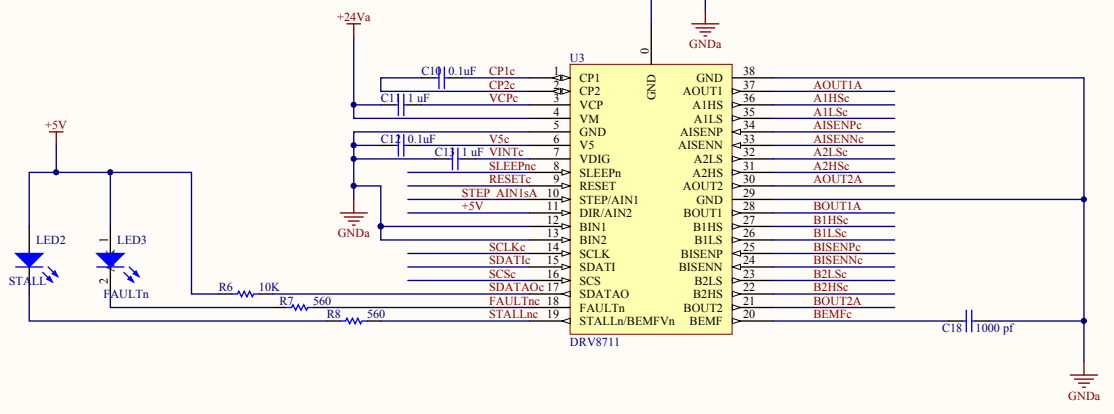 +24Va
GNDa
0
U3
C10 0.1uF CP1c 1 CP1 GND 38
CP2c 2 CP2 GND AOUT1 37 AOUT1A
C11 1 uF VCPc 3 VCP A1HS 36 A1HSc
4 VM A1LS 35 A1LSc
+5V 5 GND AISENP 34 AISENPc
C12 0.1uF V5c 6 V5 AISENN 33 AISENNc
C13 1 uF VINTc 7 VDIG A2LS 32 A2LSc
SLEEPnc 8 SLEEPn A2HS 31 A2HSc
RESETc 9 RESET AOUT2 30 AOUT2A
STEP_AIN1sA 10 STEP/AIN1 GND 29
+5V 11 DIR/AIN2 BOUT1 28 BOUT1A
GNDa 12 BIN1 B1HS 27 B1HSc
LED2 1 LED3 13 BIN2 B1LS 26 B1LSc
SCLKc 14 SCLK BISENP 25 BISENPc
SDATIc 15 SDATI BISENN 24 BISENNc
STALL 2 SCSc 16 SCS B2LS 23 B2LSc
FAULTn R6 10K SDATAOc 17 SDATAO B2HS 22 B2HSc
R7 560 FAULTnc 18 FAULTn BOUT2 21 BOUT2A
R8 560 STALLnc 19 STALLn/BEMFVn BEMF 20 BEMFc
C18 1000 pf
DRV8711
GNDa